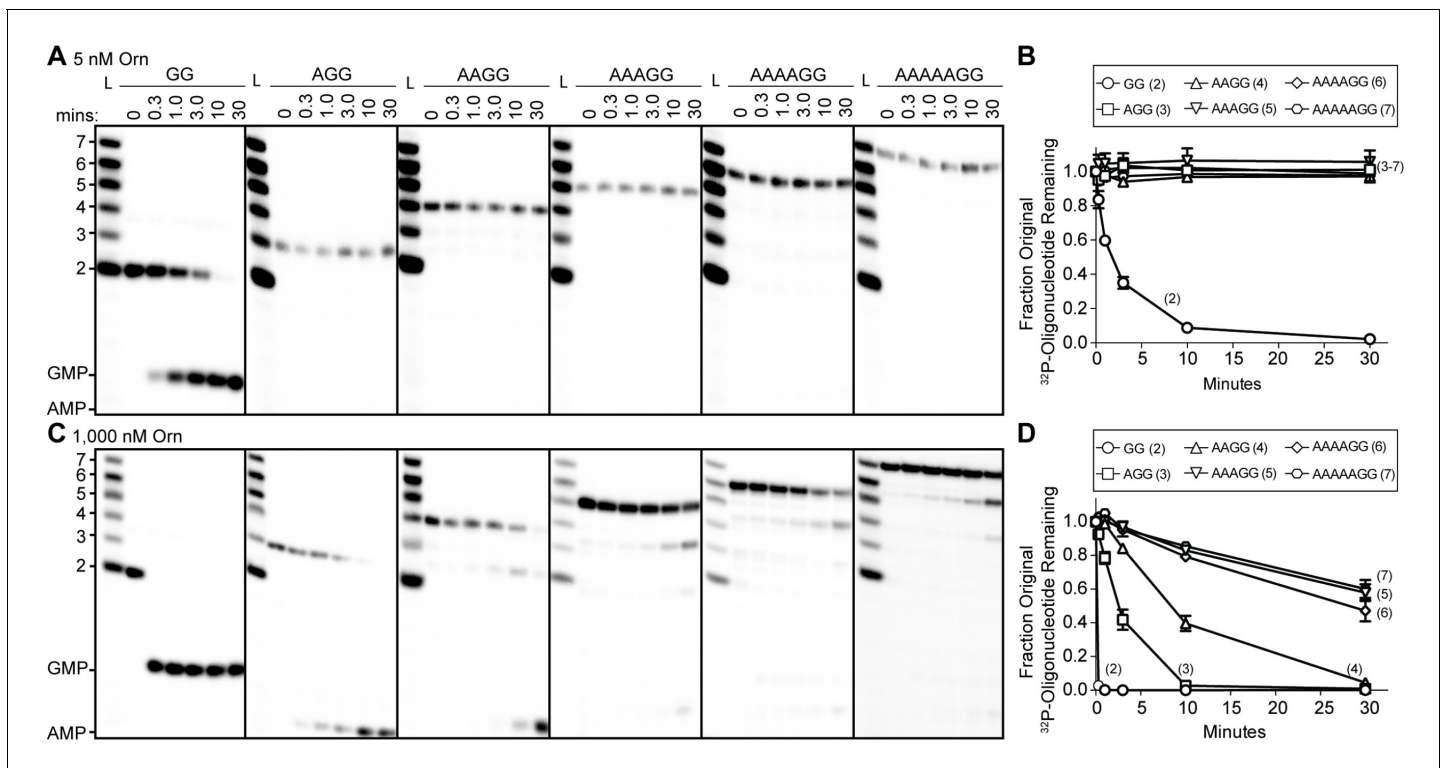 A 5 nM Orn
L GG L AGG L AAGG L AAAGG L AAAAGG L AAAAAGG
mins: 0 0.3 1.0 3.0 10 30 0 0.3 1.0 3.0 10 30 0 0.3 1.0 3.0 10 30 0 0.3 1.0 3.0 10 30 0 0.3 1.0 3.0 10 30 0 0.3 1.0 3.0 10 30
7
6
5
4
3
2
GMP
AMP
B
GG (2) AAGG (4) AAAAGG (6)
AGG (3) AAAGG (5) AAAAAGG (7)
Fraction Original
32P-Oligonucleotide Remaining
1.0
0.8
0.6
0.4
0.2
0.0
(3-7)
(2)
0 5 10 15 20 25 30
Minutes
C 1,000 nM Orn
7
6
5
4
3
2
GMP
AMP
D
GG (2) AAGG (4) AAAAGG (6)
AGG (3) AAAGG (5) AAAAAGG (7)
Fraction Original
32P-Oligonucleotide Remaining
1.0
0.8
0.6
0.4
0.2
0.0
(7)
(5)
(6)
(2) (3) (4)
0 5 10 15 20 25 30
Minutes